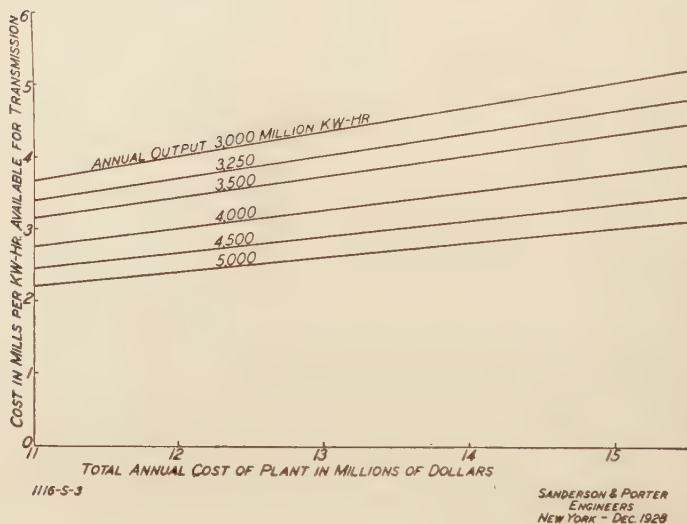 6
5
4
3
2
1
0
COST IN MILLS PER KW-HR. AVAILABLE FOR TRANSMISSION
ANNUAL OUTPUT 3,000 MILLION KW-HR
3,250
3,500
4,000
4,500
5,000
11
12
13
14
15
TOTAL ANNUAL COST OF PLANT IN MILLIONS OF DOLLARS
1116-S-3
SANDERSON & PORTER
ENGINEERS
NEW YORK - DEC. 1928